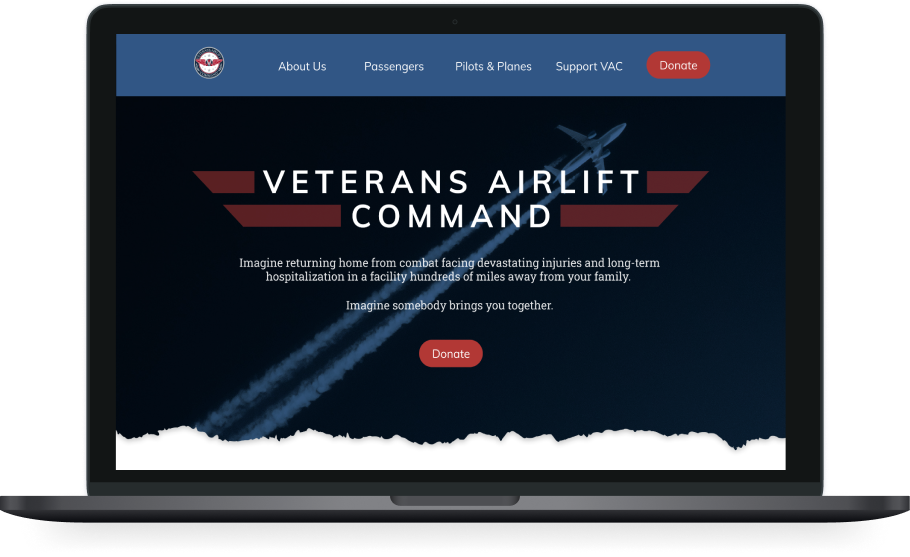 About Us
Passengers
Pilots & Planes
Support VAC
Donate
VETERANS AIRLIFT
COMMAND
Imagine returning home from combat facing devastating injuries and long-term
hospitalization in a facility hundreds of miles away from your family.
Imagine somebody brings you together.
Donate